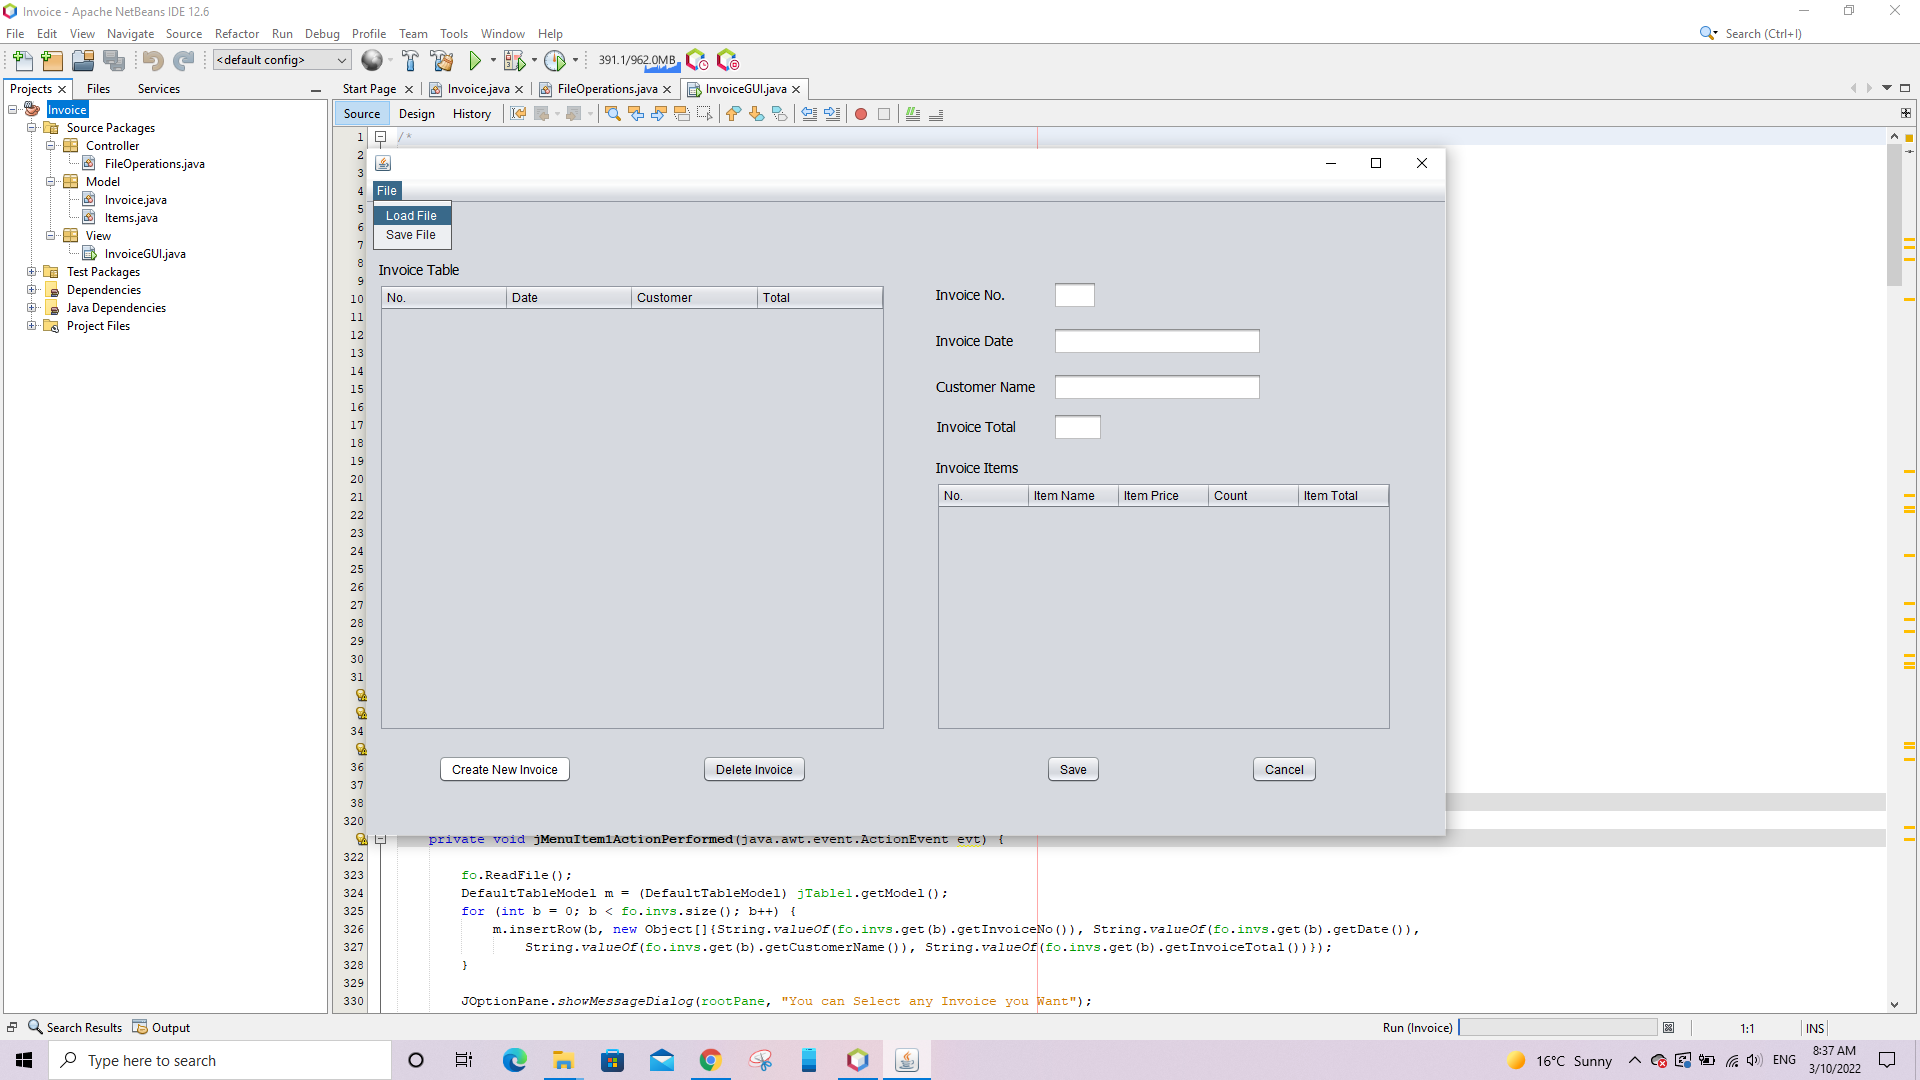 Invoice - Apache NetBeans IDE 12.6
File Edit View Navigate Source Refactor Run Debug Profile Team Tools Window Help
Search (Ctrl+I)
<default config>
391.1/962.0MB
Projects Files Services
Start Page Invoice.java FileOperations.java InvoiceGUI.java
Source Design History
Invoice
Source Packages
Controller
FileOperations.java
Model
Invoice.java
Items.java
View
InvoiceGUI.java
Test Packages
Dependencies
Java Dependencies
Project Files
1 /*
2
3
4
5
6
7
8
9
10
11
12
13
14
15
16
17
18
19
20
21
22
23
24
25
26
27
28
29
30
31
34
36
37
38
320
File
Load File
Save File
Invoice Table
No. Date Customer Total
Invoice No.
Invoice Date
Customer Name
Invoice Total
Invoice Items
No. Item Name Item Price Count Item Total
Create New Invoice Delete Invoice Save Cancel
private void jMenuItem1ActionPerformed(java.awt.event.ActionEvent evt) {
322
323 fo.ReadFile();
324 DefaultTableModel m = (DefaultTableModel) jTable1.getModel();
325 for (int b = 0; b < fo.invs.size(); b++) {
326 m.insertRow(b, new Object[]{String.valueOf(fo.invs.get(b).getInvoiceNo()), String.valueOf(fo.invs.get(b).getDate()),
327 String.valueOf(fo.invs.get(b).getCustomerName()), String.valueOf(fo.invs.get(b).getInvoiceTotal())});
328 }
329
330 JOptionPane.showMessageDialog(rootPane, "You can Select any Invoice you Want");
Search Results Output
Run (Invoice)
1:1 INS
Type here to search
16°C Sunny
ENG
8:37 AM
3/10/2022